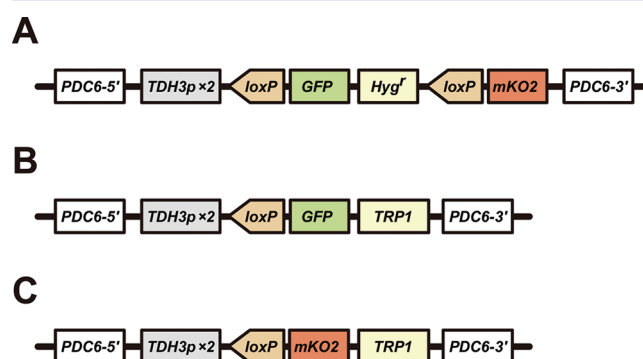 A
PDC6-5' TDH3p×2 loxP GFP Hygʳ loxP mKO2 PDC6-3'
B
PDC6-5' TDH3p×2 loxP GFP TRP1 PDC6-3'
C
PDC6-5' TDH3p×2 loxP mKO2 TRP1 PDC6-3'